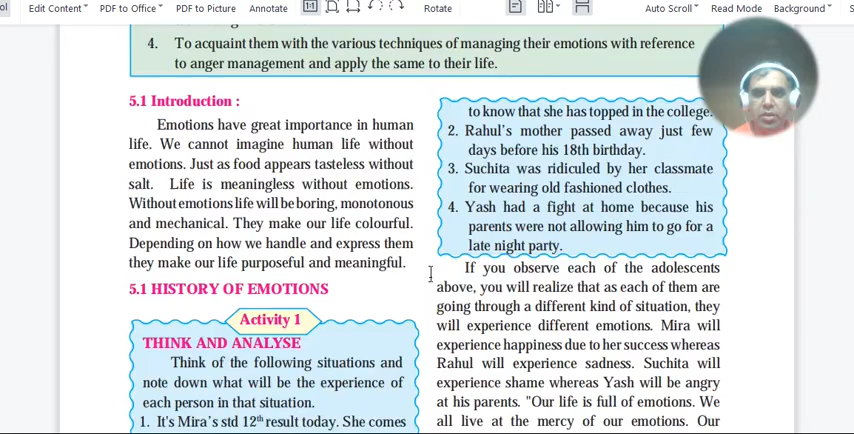 Edit Content
PDF to Office
PDF to Picture
Annotate
1:1
Rotate
Auto Scroll
Read Mode
Background
4. To acquaint them with the various techniques of managing their emotions with reference
to anger management and apply the same to their life.
5.1 Introduction :
Emotions have great importance in human
life. We cannot imagine human life without
emotions. Just as food appears tasteless without
salt. Life is meaningless without emotions.
Without emotions life will be boring, monotonous
and mechanical. They make our life colourful.
Depending on how we handle and express them
they make our life purposeful and meaningful.
5.1 HISTORY OF EMOTIONS
Activity 1
THINK AND ANALYSE
Think of the following situations and
note down what will be the experience of
each person in that situation.
1. It's Mira's std 12th result today. She comes
to know that she has topped in the college.
2. Rahul's mother passed away just few
days before his 18th birthday.
3. Suchita was ridiculed by her classmate
for wearing old fashioned clothes.
4. Yash had a fight at home because his
parents were not allowing him to go for a
late night party.
If you observe each of the adolescents
above, you will realize that as each of them are
going through a different kind of situation, they
will experience different emotions. Mira will
experience happiness due to her success whereas
Rahul will experience sadness. Suchita will
experience shame whereas Yash will be angry
at his parents. "Our life is full of emotions. We
all live at the mercy of our emotions. Our